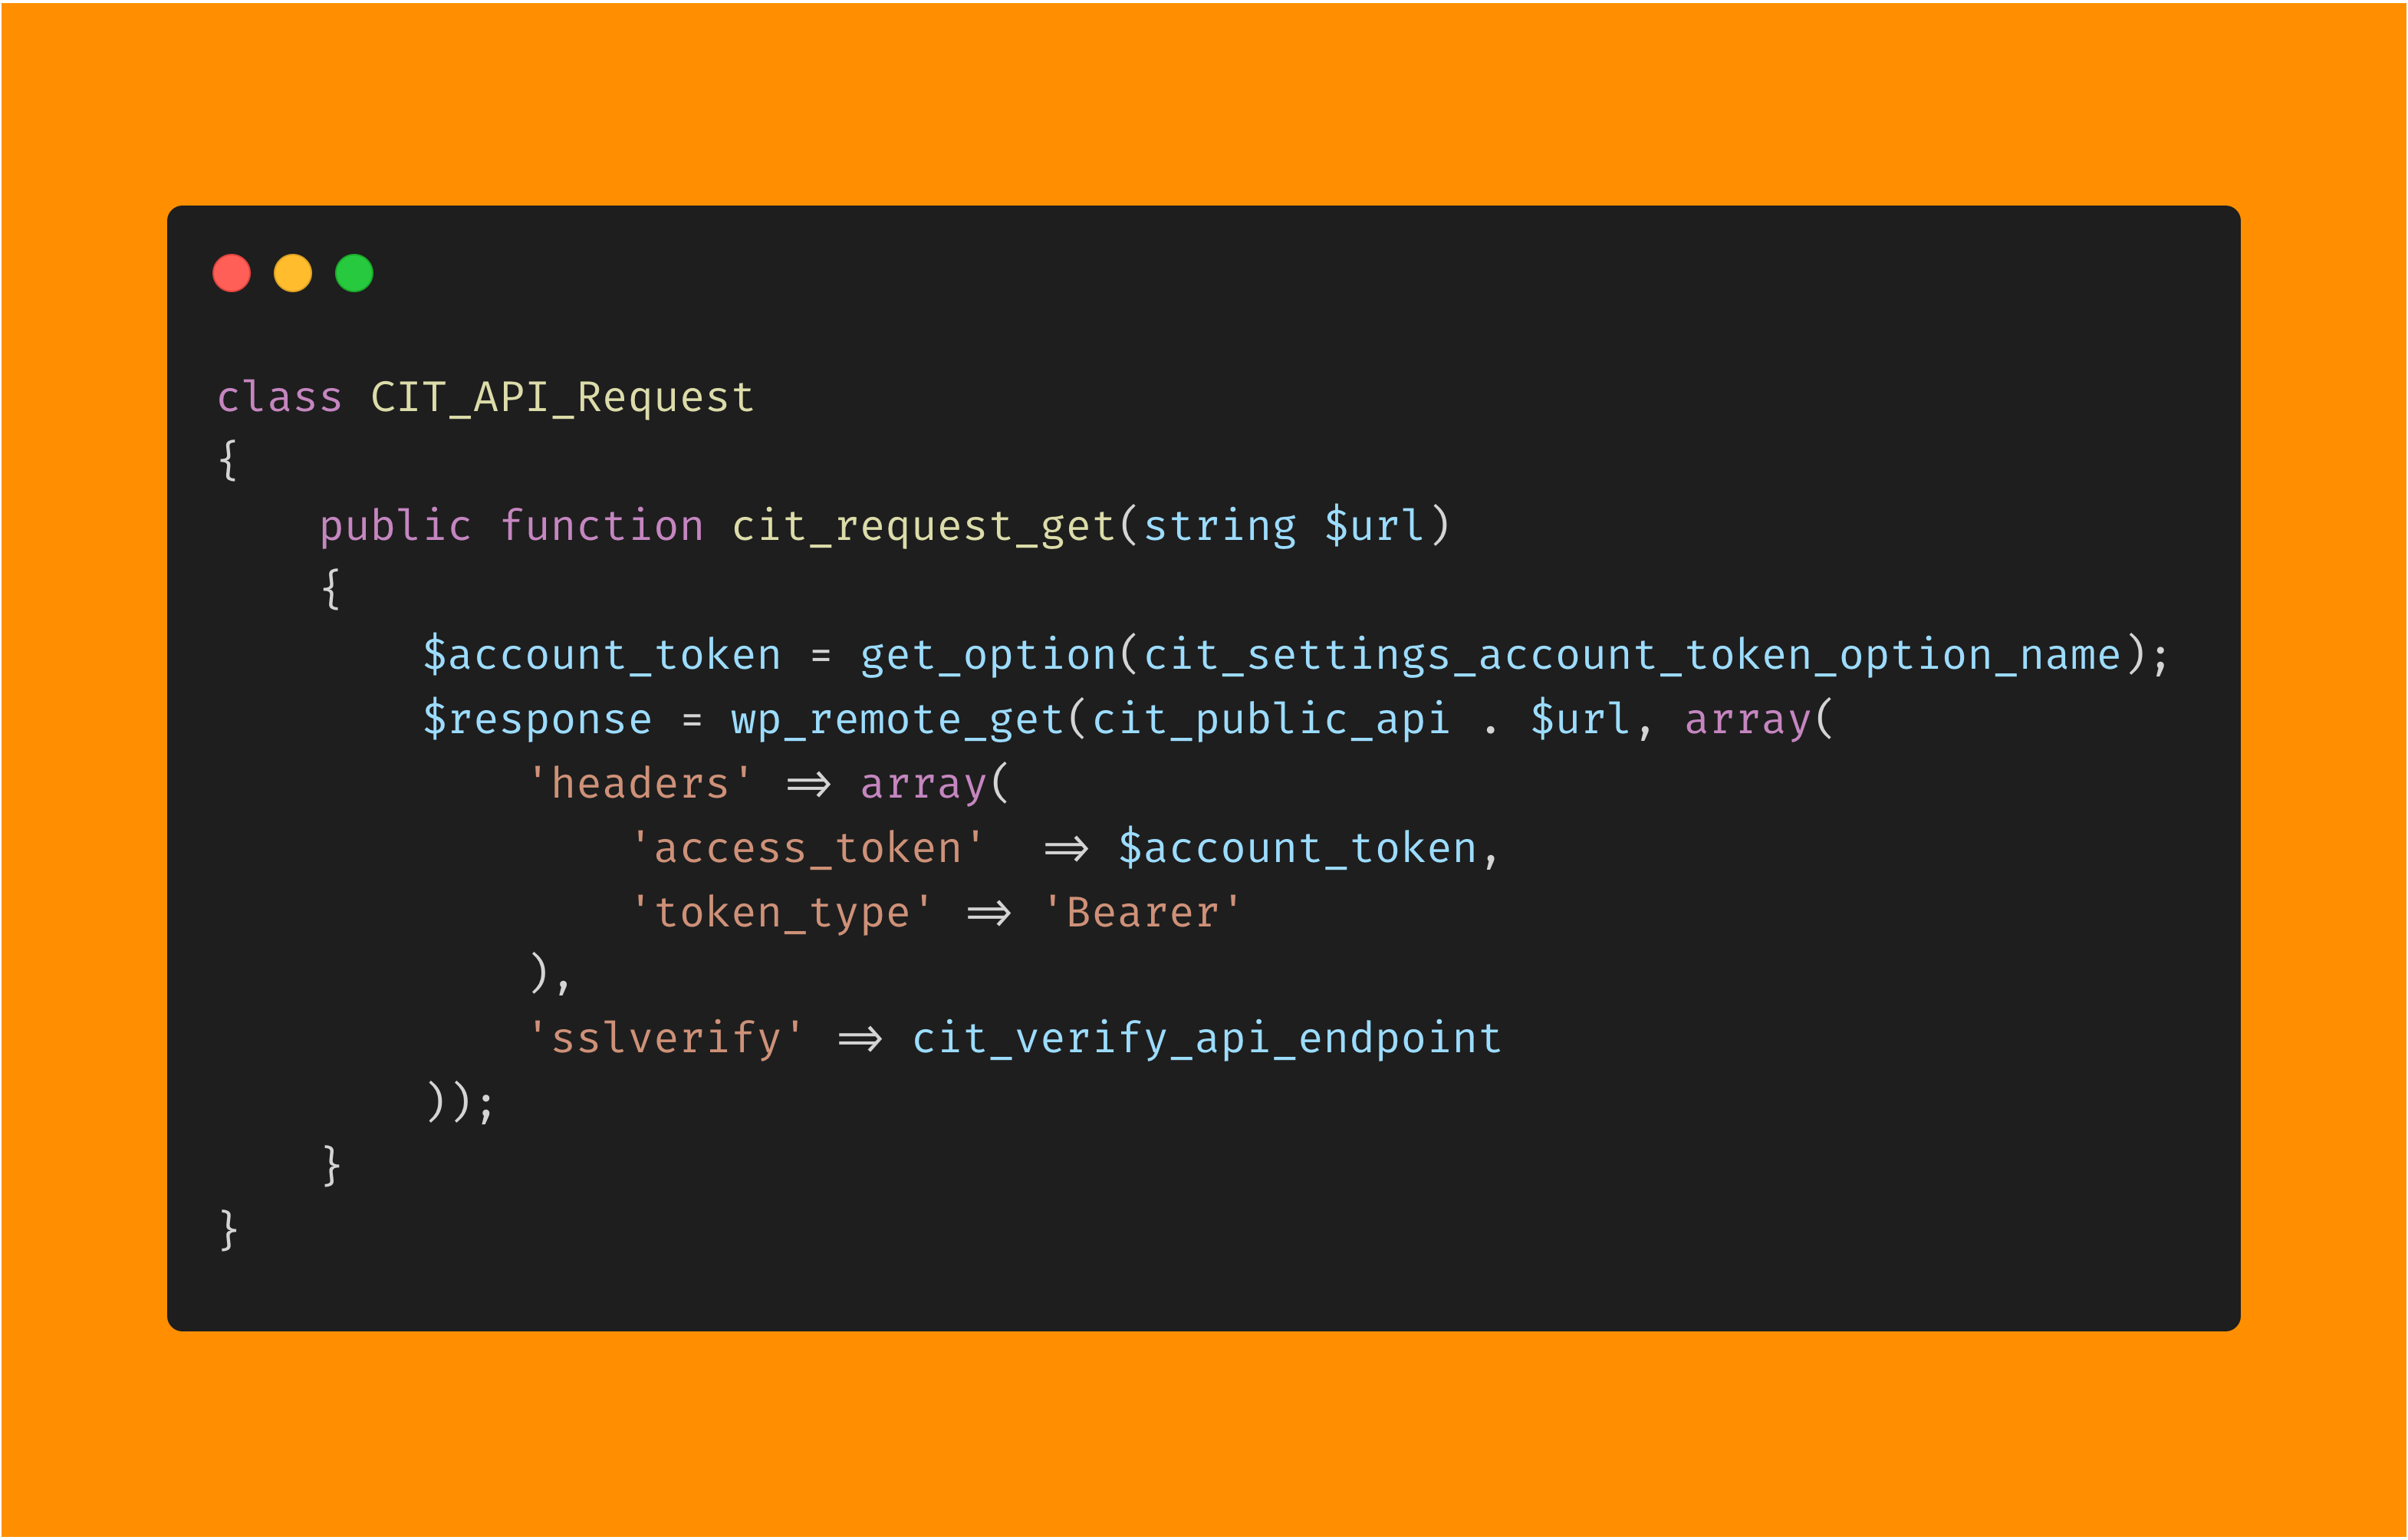 class CIT_API_Request
{
    public function cit_request_get(string $url)
    {
        $account_token = get_option(cit_settings_account_token_option_name);
        $response = wp_remote_get(cit_public_api . $url, array(
            'headers' => array(
                'access_token'  => $account_token,
                'token_type' => 'Bearer'
            ),
            'sslverify' => cit_verify_api_endpoint
        ));
    }
}